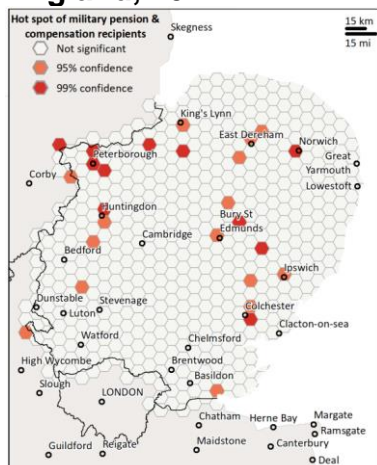 Hot spot of military pension &
compensation recipients
Not significant
95% confidence
99% confidence
15 km
15 mi
Skegness
King's Lynn
East Dereham
Norwich
Great
Yarmouth
Lowestoft
Peterborough
Corby
Huntingdon
Bury St
Edmunds
Cambridge
Bedford
Ipswich
Dunstable
Stevenage
Luton
Colchester
Clacton-on-sea
Watford
Chelmsford
High Wycombe
Brentwood
Basildon
Slough
LONDON
Chatham
Herne Bay
Margate
Ramsgate
Guildford
Reigate
Maidstone
Canterbury
Deal